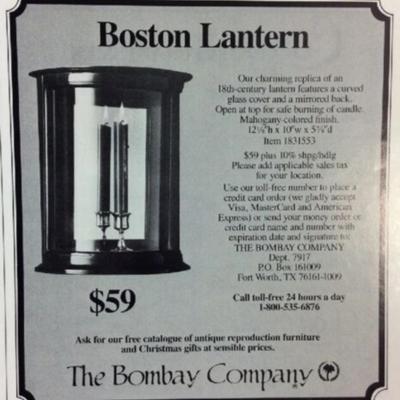 Boston Lantern
Our charming replica of an
18th-century lantern features a curved
glass cover and a mirrored back.
Open at top for safe burning of candle.
Mahogany-colored finish.
12⅛"h x 10"w x 5¾"d
Item 1831553
$59 plus 10% shpg/hdlg
Please add applicable sales tax
for your location.
Use our toll-free number to place a
credit card order (we gladly accept
Visa, MasterCard and American
Express) or send your money order or
credit card name and number with
expiration date and signature to:
THE BOMBAY COMPANY
Dept. 7917
P.O. Box 161009
Fort Worth, TX 76161-1009
$59
Call toll-free 24 hours a day
1-800-535-6876
Ask for our free catalogue of antique reproduction furniture
and Christmas gifts at sensible prices.
The Bombay Company ®